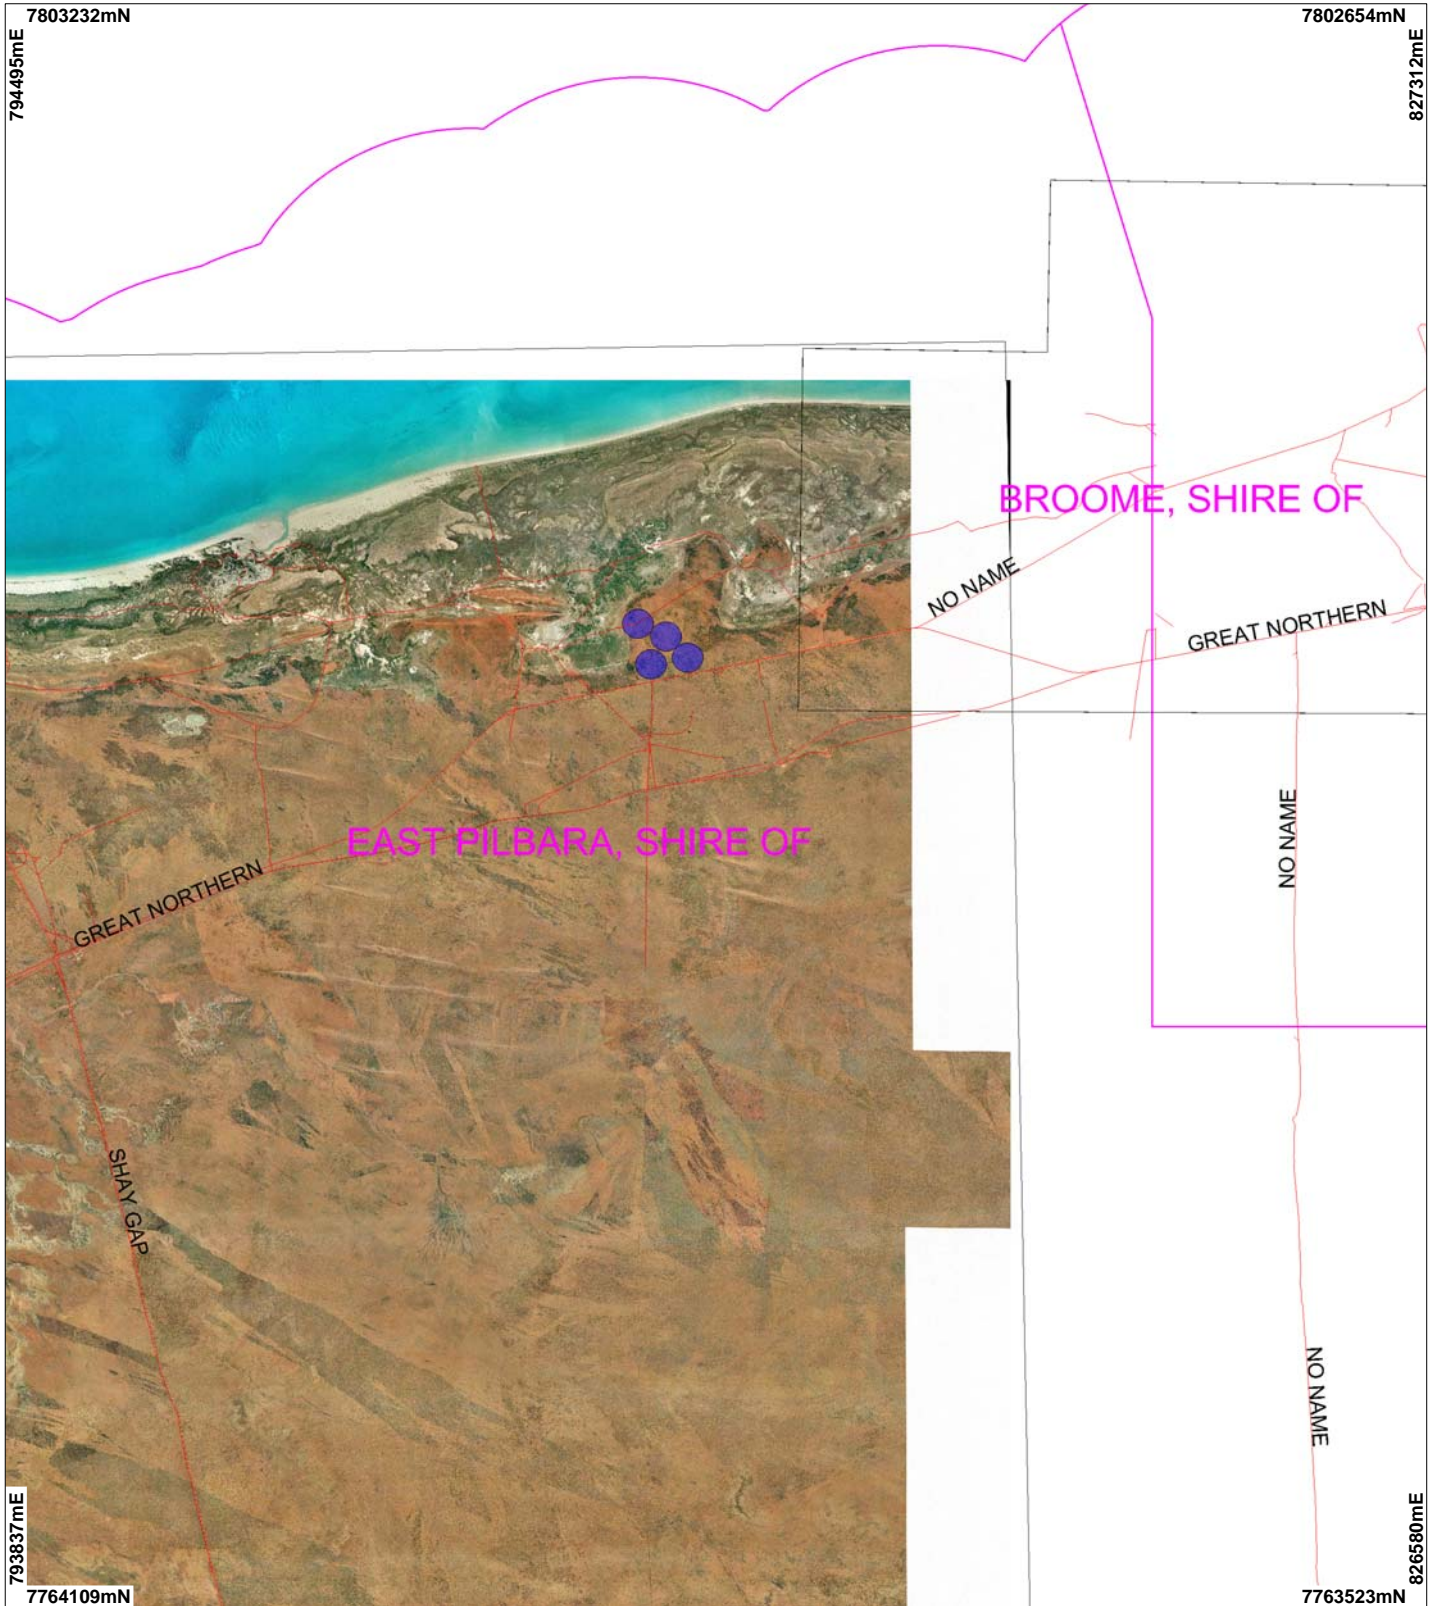 7803232mN
7802654mN
794495mE
827312mE
BROOME, SHIRE OF
NO NAME
GREAT NORTHERN
NO NAME
EAST PILBARA, SHIRE OF
GREAT NORTHERN
SHAY GAP
NO NAME
793837mE
826580mE
7764109mN
7763523mN